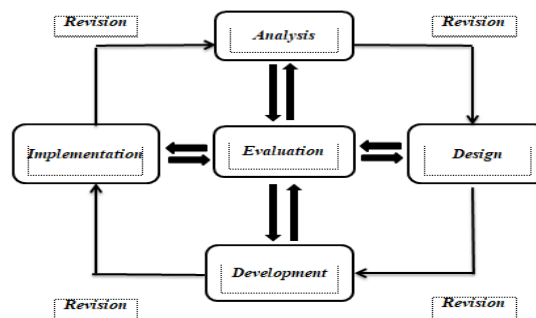 Revision
Revision
Analysis
Implementation
Evaluation
Design
Development
Revision
Revision